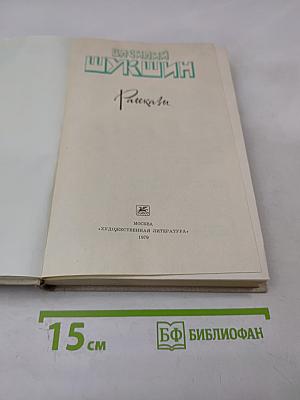 ВАСИЛИЙ
ШУКШИН
Рассказы
МОСКВА
«ХУДОЖЕСТВЕННАЯ ЛИТЕРАТУРА»
1979
15 см
БФ БИБЛИОФАН